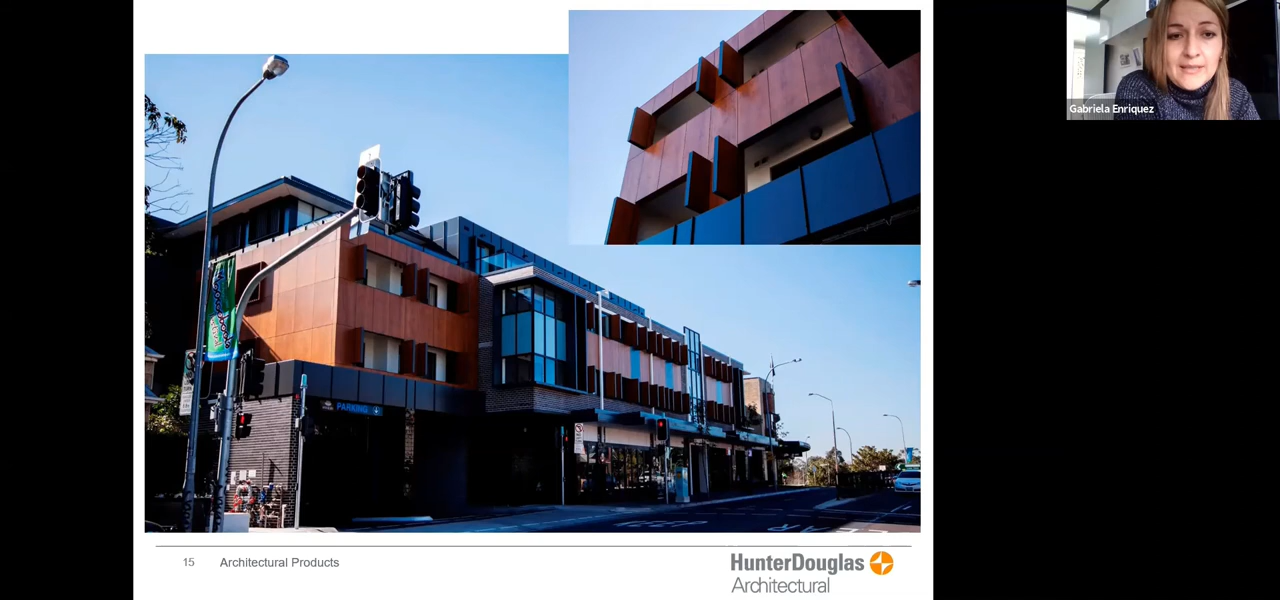 Gabriela Enriquez
PARKING
15
Architectural Products
HunterDouglas
Architectural